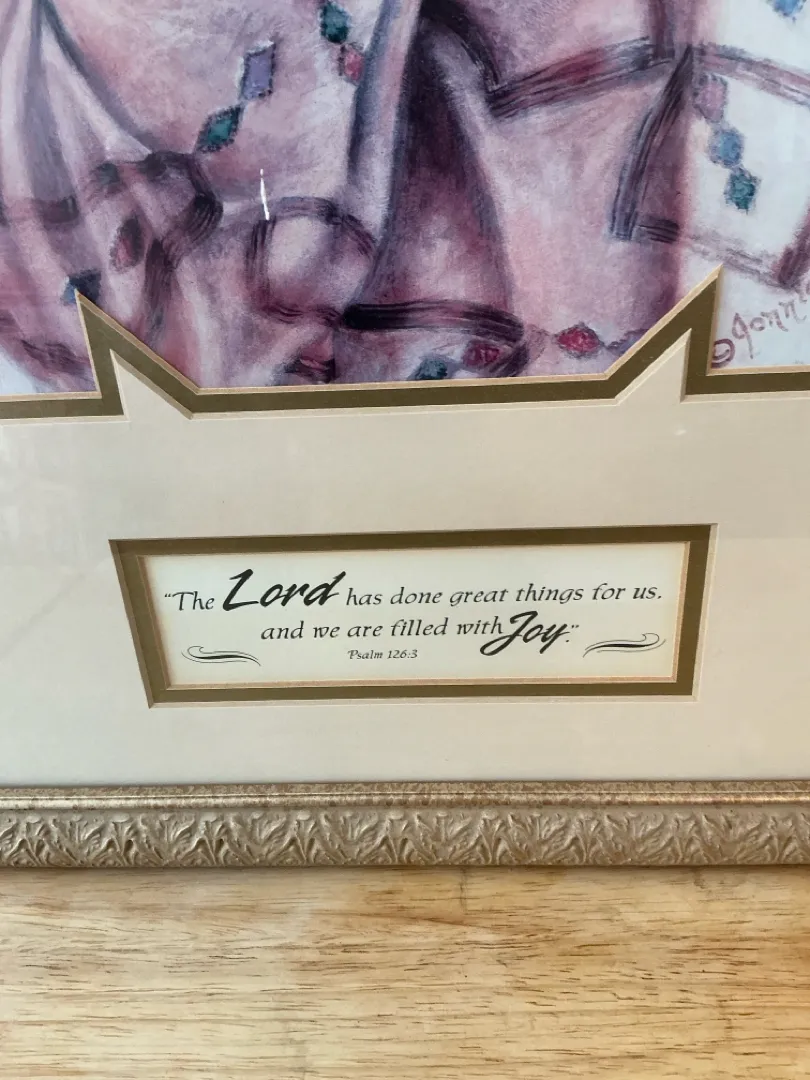 “The Lord has done great things for us.
and we are filled with Joy.”
Psalm 126:3